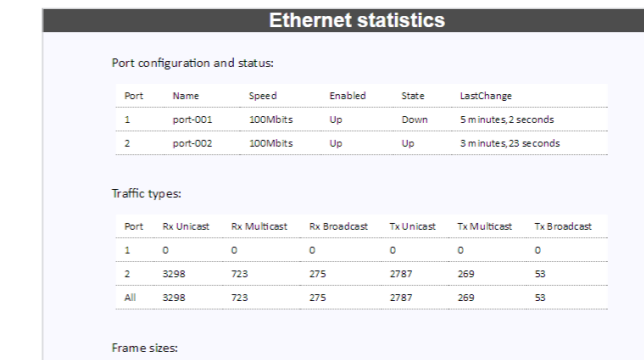 Ethernet statistics
Port configuration and status:
Port Name Speed Enabled State LastChange
1 port-001 100Mbits Up Down 5 minutes,2 seconds
2 port-002 100Mbits Up Up 3 minutes,23 seconds
Traffic types:
Port Rx Unicast Rx Multicast Rx Broadcast Tx Unicast Tx Multicast Tx Broadcast
1 0 0 0 0 0 0
2 3298 723 275 2787 269 53
All 3298 723 275 2787 269 53
Frame sizes: